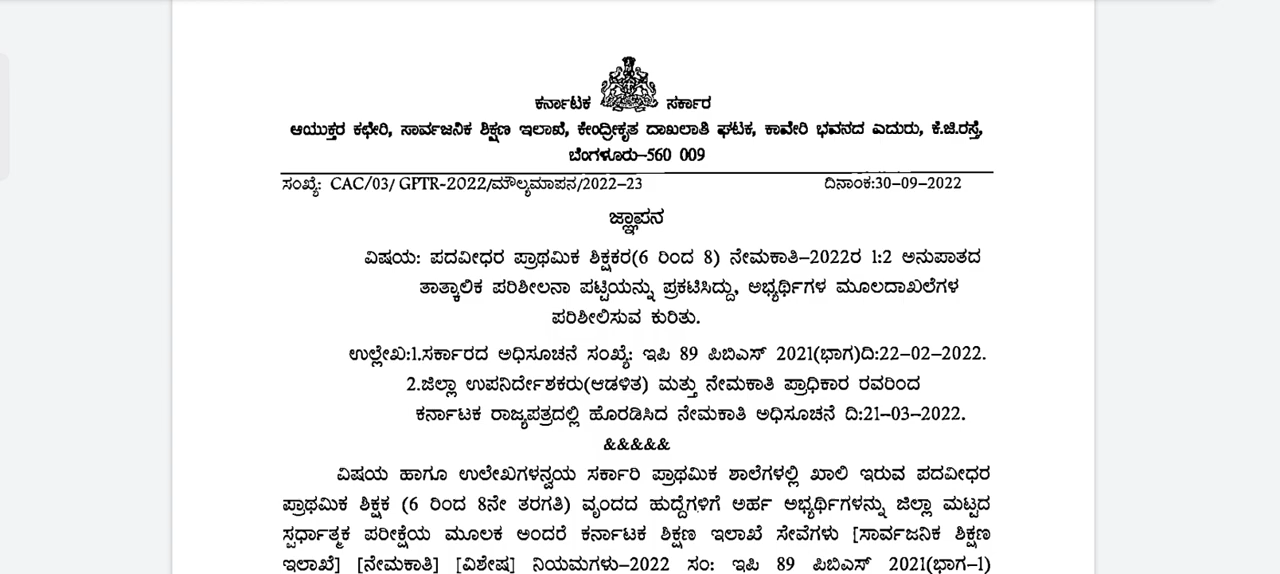 ಕರ್ನಾಟಕ ಸರ್ಕಾರ
ಆಯುಕ್ತರ ಕಛೇರಿ, ಸಾರ್ವಜನಿಕ ಶಿಕ್ಷಣ ಇಲಾಖೆ, ಕೇಂದ್ರೀಕೃತ ದಾಖಲಾತಿ ಘಟಕ, ಕಾವೇರಿ ಭವನದ ಎದುರು, ಕೆ.ಜಿ.ರಸ್ತೆ,
ಬೆಂಗಳೂರು–560 009
ಸಂಖ್ಯೆ: CAC/03/ GPTR-2022/ಮೌಲ್ಯಮಾಪನ/2022–23 ದಿನಾಂಕ:30–09–2022
ಜ್ಞಾಪನ
ವಿಷಯ: ಪದವೀಧರ ಪ್ರಾಥಮಿಕ ಶಿಕ್ಷಕರ(6 ರಿಂದ 8) ನೇಮಕಾತಿ–2022ರ 1:2 ಅನುಪಾತದ
ತಾತ್ಕಾಲಿಕ ಪರಿಶೀಲನಾ ಪಟ್ಟಿಯನ್ನು ಪ್ರಕಟಿಸಿದ್ದು, ಅಭ್ಯರ್ಥಿಗಳ ಮೂಲದಾಖಲೆಗಳ
ಪರಿಶೀಲಿಸುವ ಕುರಿತು.
ಉಲ್ಲೇಖ:1.ಸರ್ಕಾರದ ಅಧಿಸೂಚನೆ ಸಂಖ್ಯೆ: ಇಪಿ 89 ಪಿಬಿಎಸ್ 2021(ಭಾಗ)ದಿ:22–02–2022.
2.ಜಿಲ್ಲಾ ಉಪನಿರ್ದೇಶಕರು(ಆಡಳಿತ) ಮತ್ತು ನೇಮಕಾತಿ ಪ್ರಾಧಿಕಾರ ರವರಿಂದ
ಕರ್ನಾಟಕ ರಾಜ್ಯಪತ್ರದಲ್ಲಿ ಹೊರಡಿಸಿದ ನೇಮಕಾತಿ ಅಧಿಸೂಚನೆ ದಿ:21–03–2022.
&&&&&
ವಿಷಯ ಹಾಗೂ ಉಲೇಖಗಳನ್ವಯ ಸರ್ಕಾರಿ ಪ್ರಾಥಮಿಕ ಶಾಲೆಗಳಲ್ಲಿ ಖಾಲಿ ಇರುವ ಪದವೀಧರ
ಪ್ರಾಥಮಿಕ ಶಿಕ್ಷಕ (6 ರಿಂದ 8ನೇ ತರಗತಿ) ವೃಂದದ ಹುದ್ದೆಗಳಿಗೆ ಅರ್ಹ ಅಭ್ಯರ್ಥಿಗಳನ್ನು ಜಿಲ್ಲಾ ಮಟ್ಟದ
ಸ್ಪರ್ಧಾತ್ಮಕ ಪರೀಕ್ಷೆಯ ಮೂಲಕ ಅಂದರೆ ಕರ್ನಾಟಕ ಶಿಕ್ಷಣ ಇಲಾಖೆ ಸೇವೆಗಳು [ಸಾರ್ವಜನಿಕ ಶಿಕ್ಷಣ
ಇಲಾಖೆ] [ನೇಮಕಾತಿ] [ವಿಶೇಷ] ನಿಯಮಗಳು–2022 ಸಂ: ಇಪಿ 89 ಪಿಬಿಎಸ್ 2021(ಭಾಗ–1)